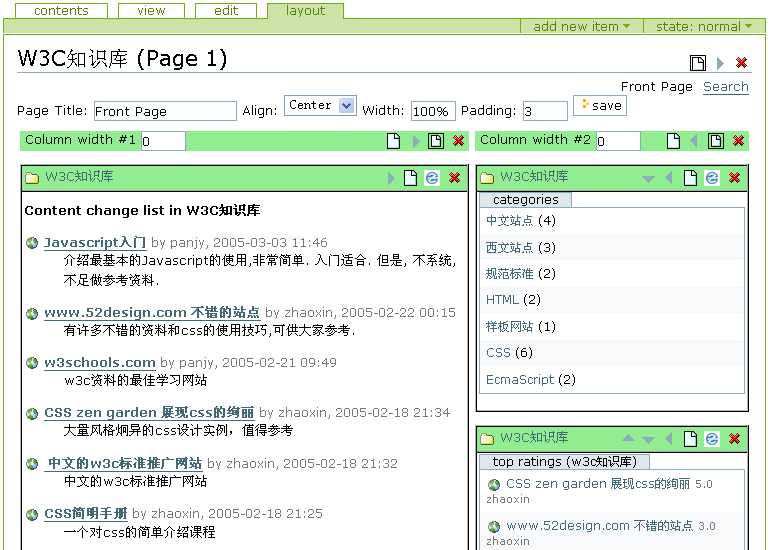 contents view edit layout
add new item state: normal
W3C知识库 (Page 1)
Front Page Search
Page Title: Front Page Align: Center Width: 100% Padding: 3 save
Column width #1 0
Column width #2 0
W3C知识库
Content change list in W3C知识库
Javascript入门 by panjy, 2005-03-03 11:46
介绍最基本的Javascript的使用,非常简单. 入门适合. 但是, 不系统,
不足做参考资料.
www.52design.com 不错的站点 by zhaoxin, 2005-02-22 00:15
有许多不错的资料和css的使用技巧,可供大家参考.
w3schools.com by panjy, 2005-02-21 09:49
w3c资料的最佳学习网站
CSS zen garden 展现css的绚丽 by zhaoxin, 2005-02-18 21:34
大量风格炯异的css设计实例，值得参考
中文的w3c标准推广网站 by zhaoxin, 2005-02-18 21:32
中文的w3c标准推广网站
CSS简明手册 by zhaoxin, 2005-02-18 21:25
一个对css的简单介绍课程
W3C知识库
categories
中文站点 (4)
西文站点 (3)
规范标准 (2)
HTML (2)
样板网站 (1)
CSS (6)
EcmaScript (2)
W3C知识库
top ratings (w3c知识库)
CSS zen garden 展现css的绚丽 5.0
zhaoxin
www.52design.com 不错的站点 3.0
zhaoxin